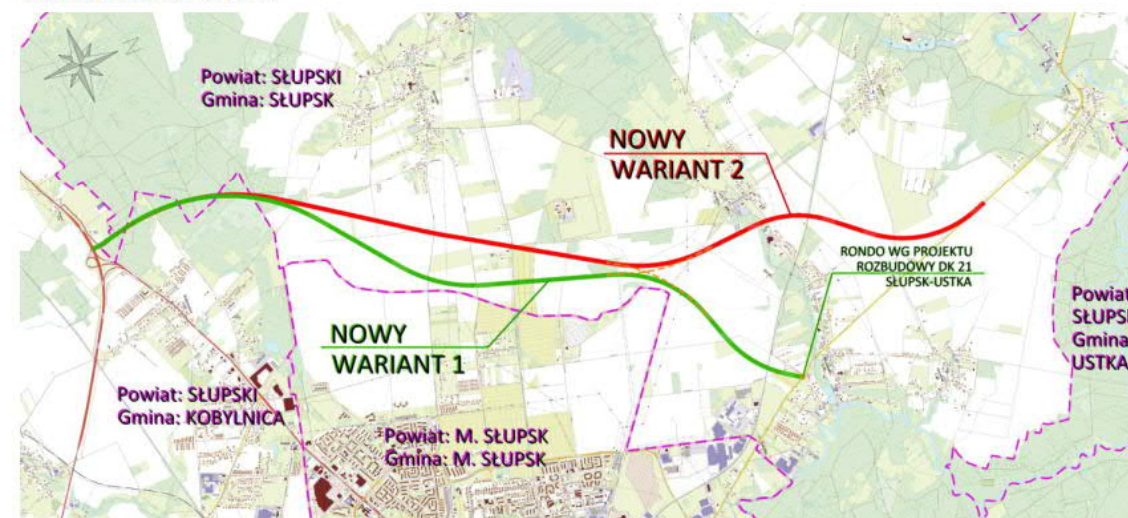 Powiat: SŁUPSKI
Gmina: SŁUPSK
NOWY
WARIANT 2
RONDO WG PROJEKTU
ROZBUDOWY DK 21
SŁUPSK-USTKA
Powiat
SŁUPSK
Gmina
USTKA
NOWY
WARIANT 1
Powiat: SŁUPSKI
Gmina: KOBYLNICA
Powiat: M. SŁUPSK
Gmina: M. SŁUPSK